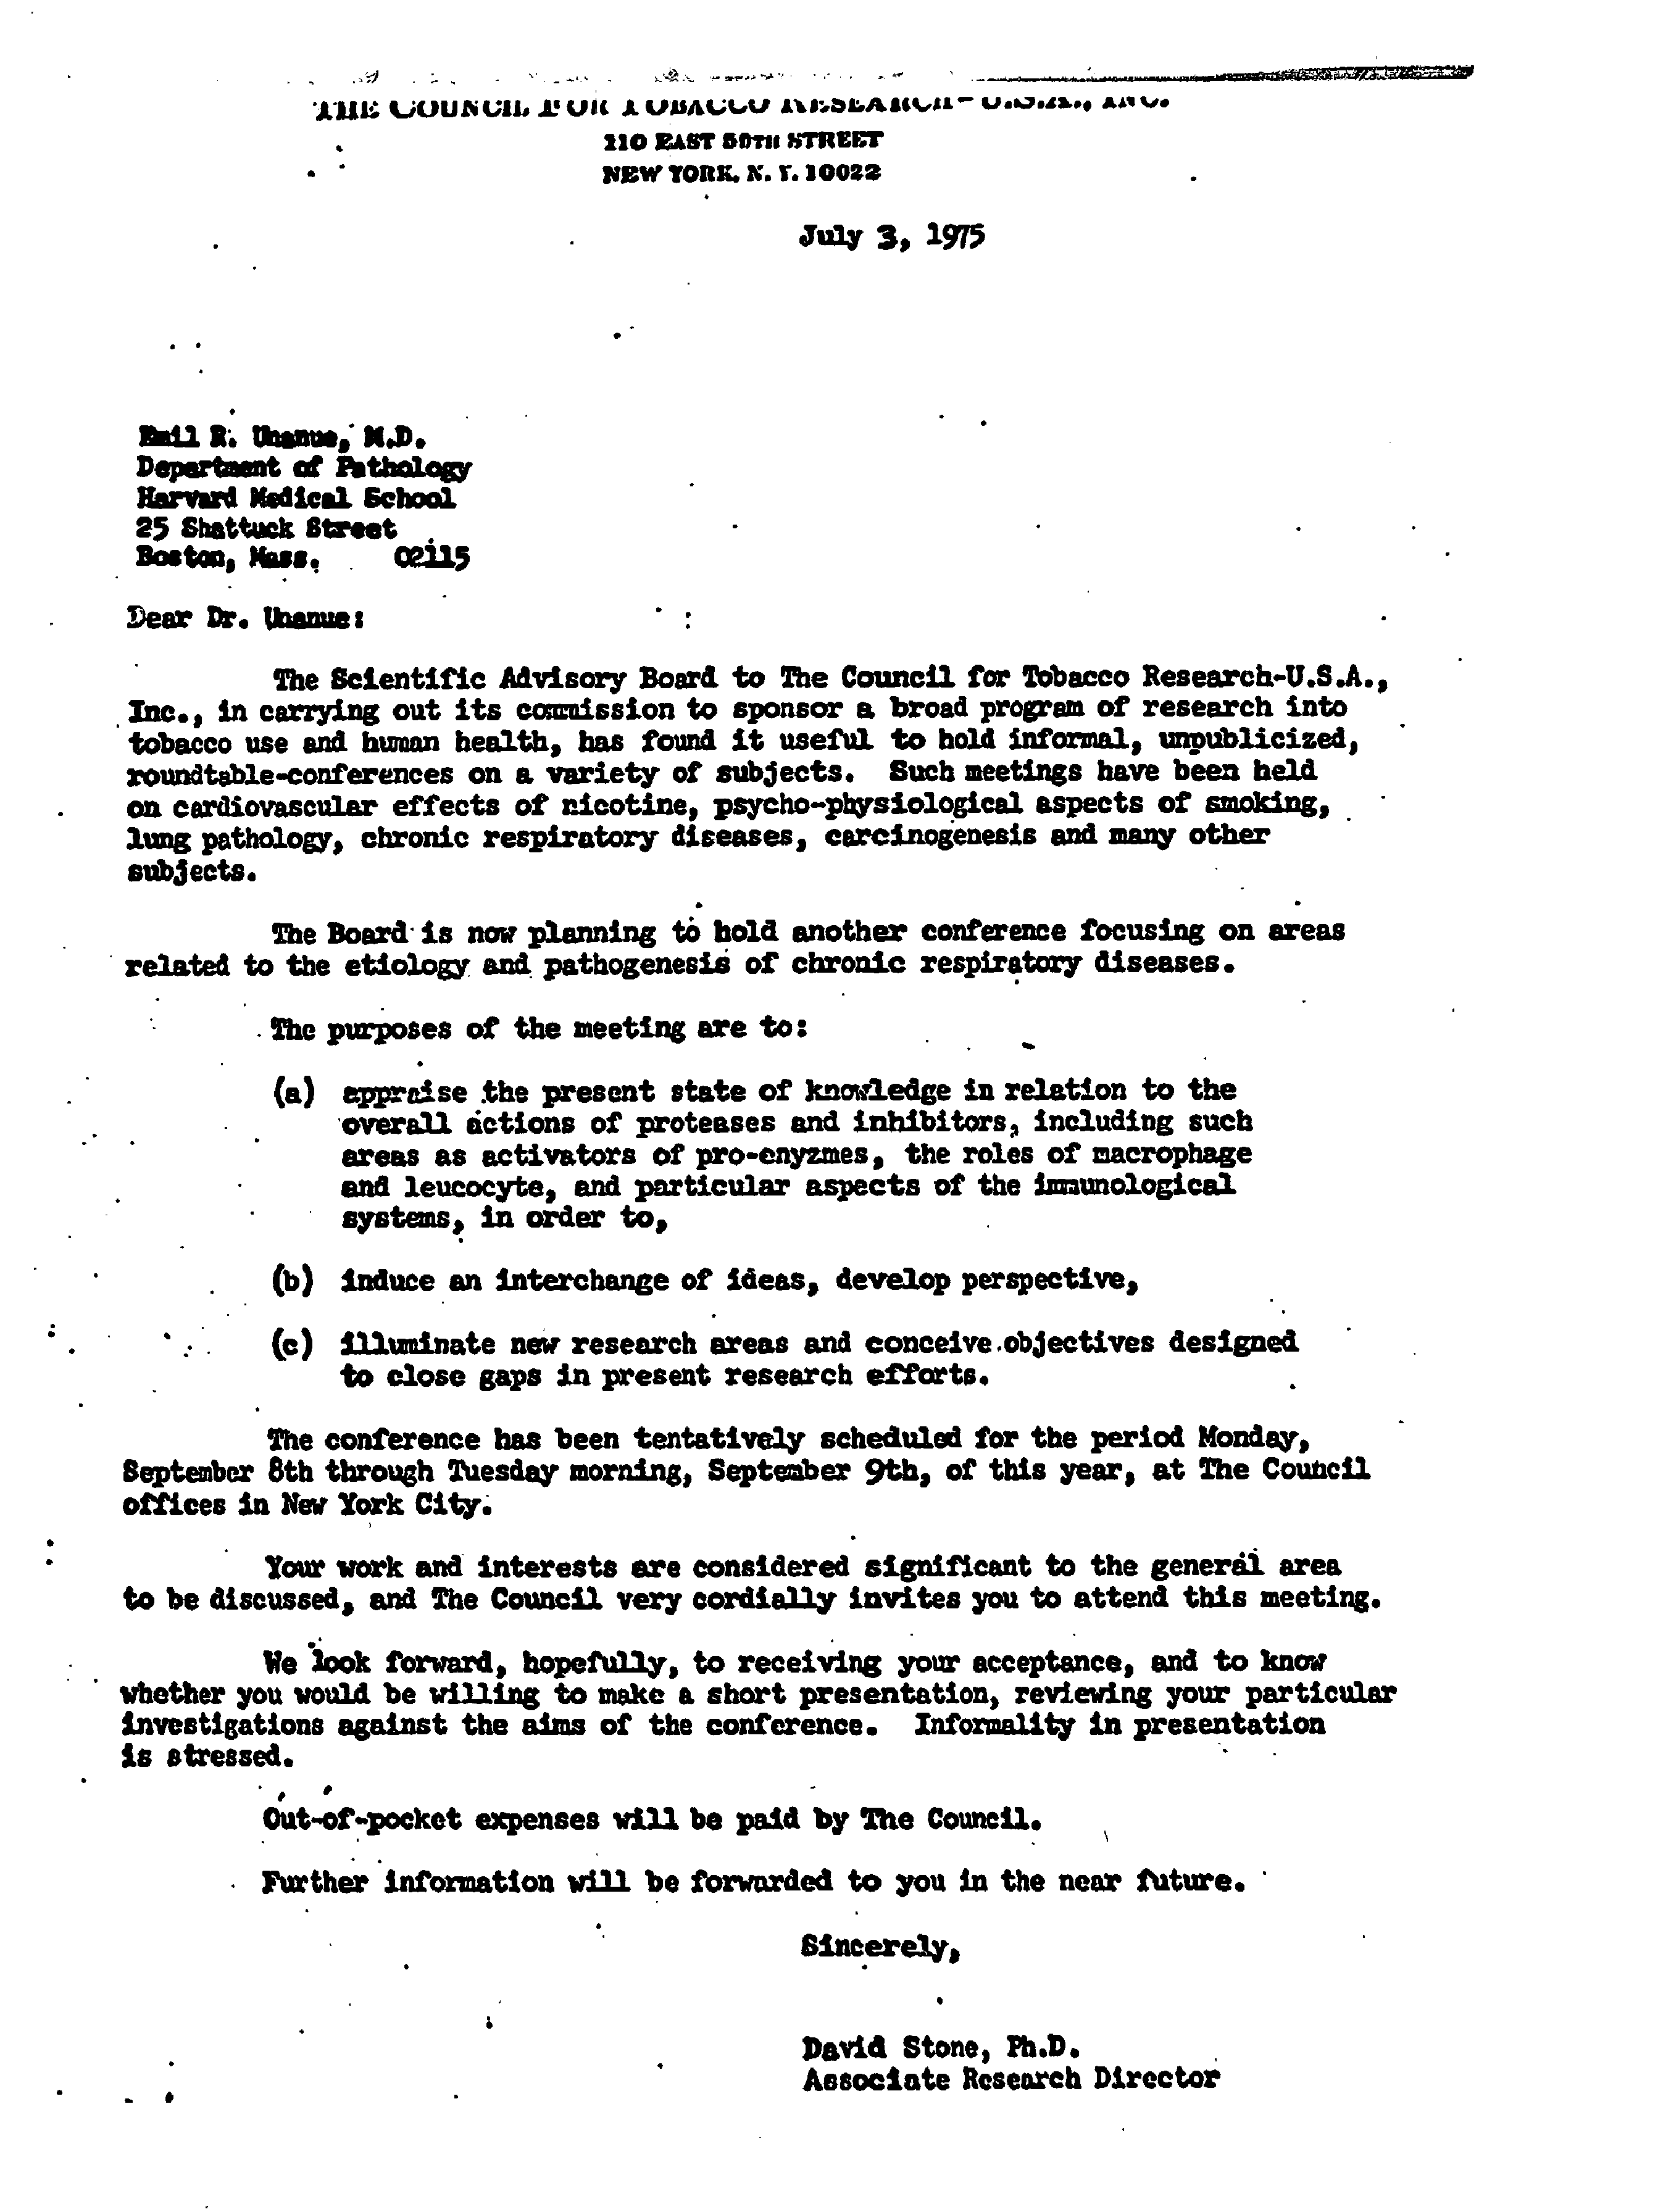 THE COUNCIL FOR TOBACCO RESEARCH-U.S.A., INC.
110 EAST 59TH STREET
NEW YORK, N. Y. 10022
July 3, 1975
Emil R. Unanue, M.D.
Department of Pathology
Harvard Medical School
25 Shattuck Street
Boston, Mass. 02115
Dear Dr. Unanue:
The Scientific Advisory Board to The Council for Tobacco Research-U.S.A.,
Inc., in carrying out its commission to sponsor a broad program of research into
tobacco use and human health, has found it useful to hold informal, unpublicized,
roundtable-conferences on a variety of subjects. Such meetings have been held
on cardiovascular effects of nicotine, psycho-physiological aspects of smoking,
lung pathology, chronic respiratory diseases, carcinogenesis and many other
subjects.
The Board is now planning to hold another conference focusing on areas
related to the etiology and pathogenesis of chronic respiratory diseases.
The purposes of the meeting are to:
(a) appraise the present state of knowledge in relation to the
overall actions of proteases and inhibitors, including such
areas as activators of pro-enyzmes, the roles of macrophage
and leucocyte, and particular aspects of the immunological
systems, in order to,
(b) induce an interchange of ideas, develop perspective,
(c) illuminate new research areas and conceive objectives designed
to close gaps in present research efforts.
The conference has been tentatively scheduled for the period Monday,
September 8th through Tuesday morning, September 9th, of this year, at The Council
offices in New York City.
Your work and interests are considered significant to the general area
to be discussed, and The Council very cordially invites you to attend this meeting.
We look forward, hopefully, to receiving your acceptance, and to know
whether you would be willing to make a short presentation, reviewing your particular
investigations against the aims of the conference. Informality in presentation
is stressed.
Out-of-pocket expenses will be paid by The Council.
Further information will be forwarded to you in the near future.
Sincerely,
David Stone, Ph.D.
Associate Research Director